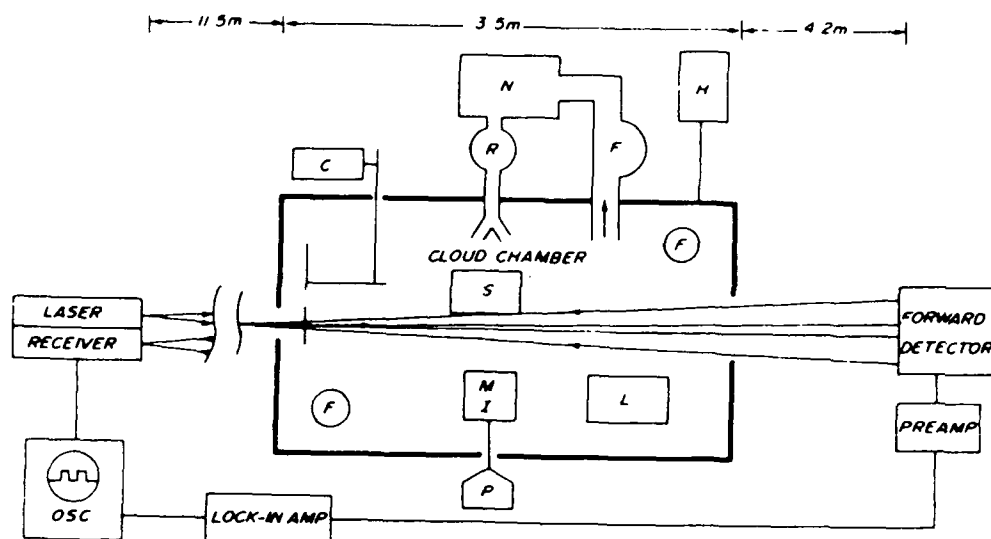 11.5m
3.5m
4.2m
N
H
R
F
C
F
CLOUD CHAMBER
S
LASER
FORWARD
RECEIVER
DETECTOR
M
I
F
L
PREAMP
P
OSC
LOCK-IN AMP